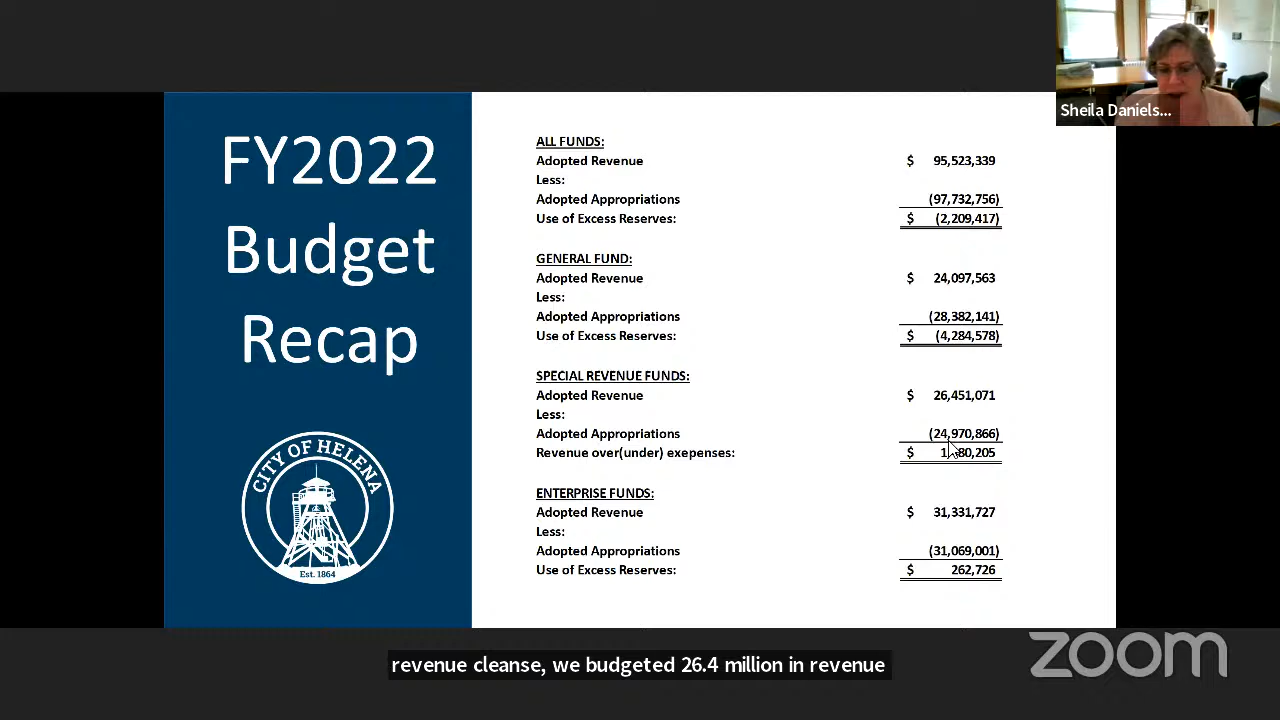 Sheila Daniels...
FY2022
Budget
Recap
CITY OF HELENA
Est. 1864
ALL FUNDS:
Adopted Revenue $ 95,523,339
Less:
Adopted Appropriations (97,732,756)
Use of Excess Reserves: $ (2,209,417)
GENERAL FUND:
Adopted Revenue $ 24,097,563
Less:
Adopted Appropriations (28,382,141)
Use of Excess Reserves: $ (4,284,578)
SPECIAL REVENUE FUNDS:
Adopted Revenue $ 26,451,071
Less:
Adopted Appropriations (24,970,866)
Revenue over(under) exepenses: $
ENTERPRISE FUNDS:
Adopted Revenue $ 31,331,727
Less:
Adopted Appropriations (31,069,001)
Use of Excess Reserves: $ 262,726
revenue cleanse, we budgeted 26.4 million in revenue
zoom